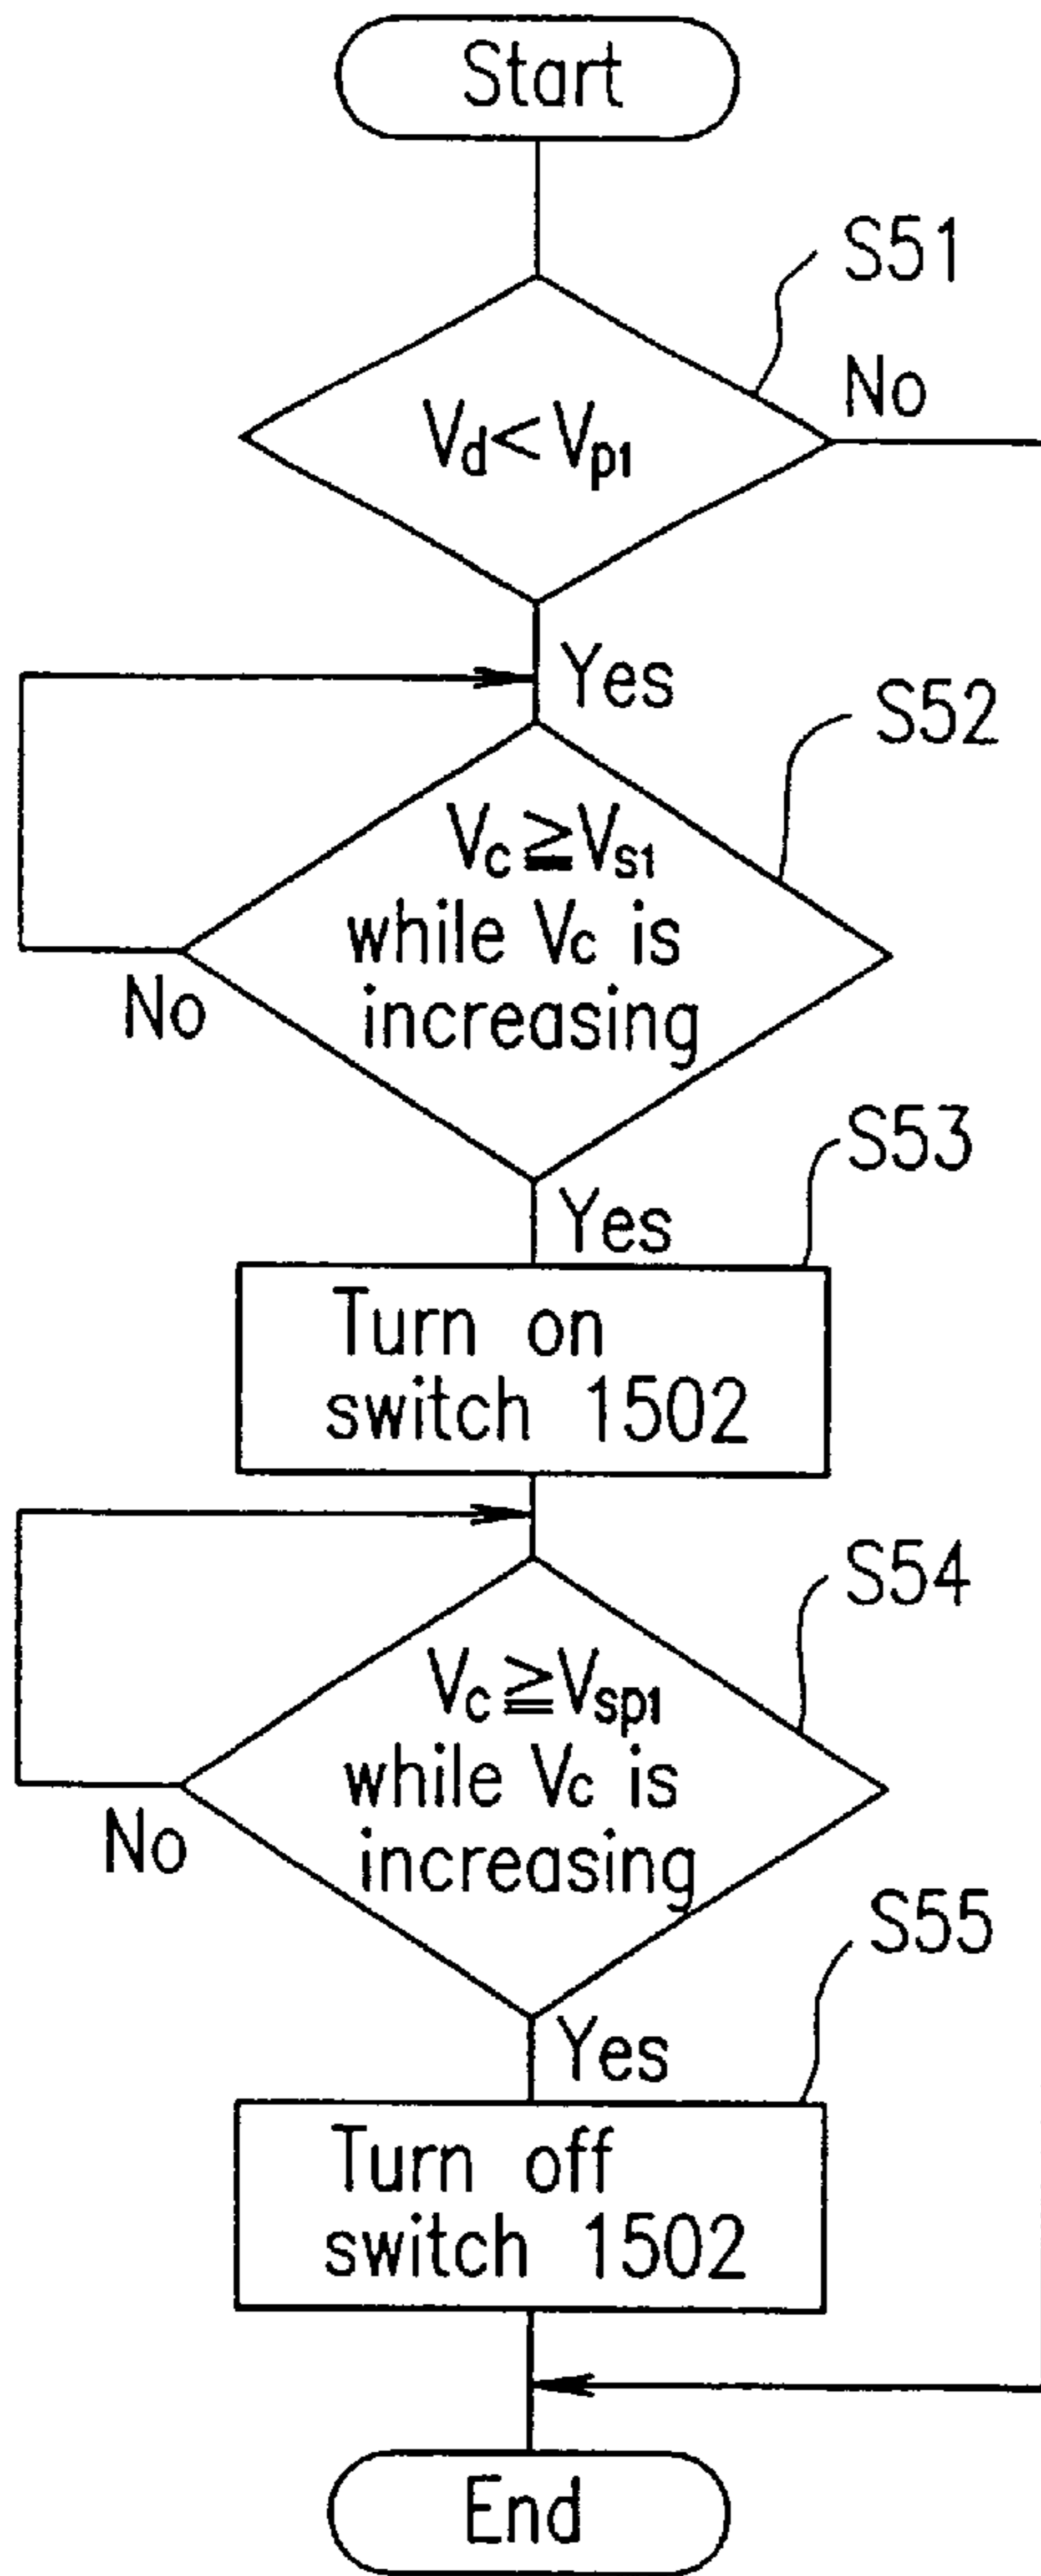 Start
S51
Vd<Vp1
No
Yes
S52
Vc≧Vs1
while Vc is
increasing
No
S53
Yes
Turn on
switch 1502
S54
Vc≧Vsp1
while Vc is
increasing
No
S55
Yes
Turn off
switch 1502
End